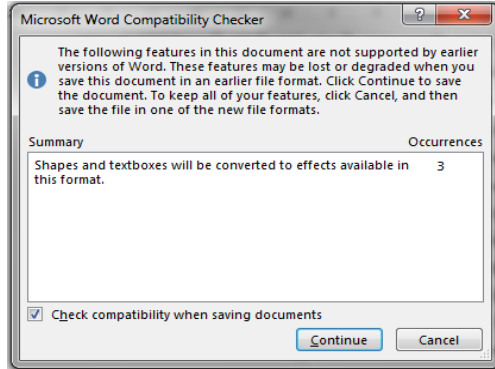 Microsoft Word Compatibility Checker
?
The following features in this document are not supported by earlier
versions of Word. These features may be lost or degraded when you
save this document in an earlier file format. Click Continue to save
the document. To keep all of your features, click Cancel, and then
save the file in one of the new file formats.
Summary Occurrences
Shapes and textboxes will be converted to effects available in 3
this format.
Check compatibility when saving documents
Continue Cancel